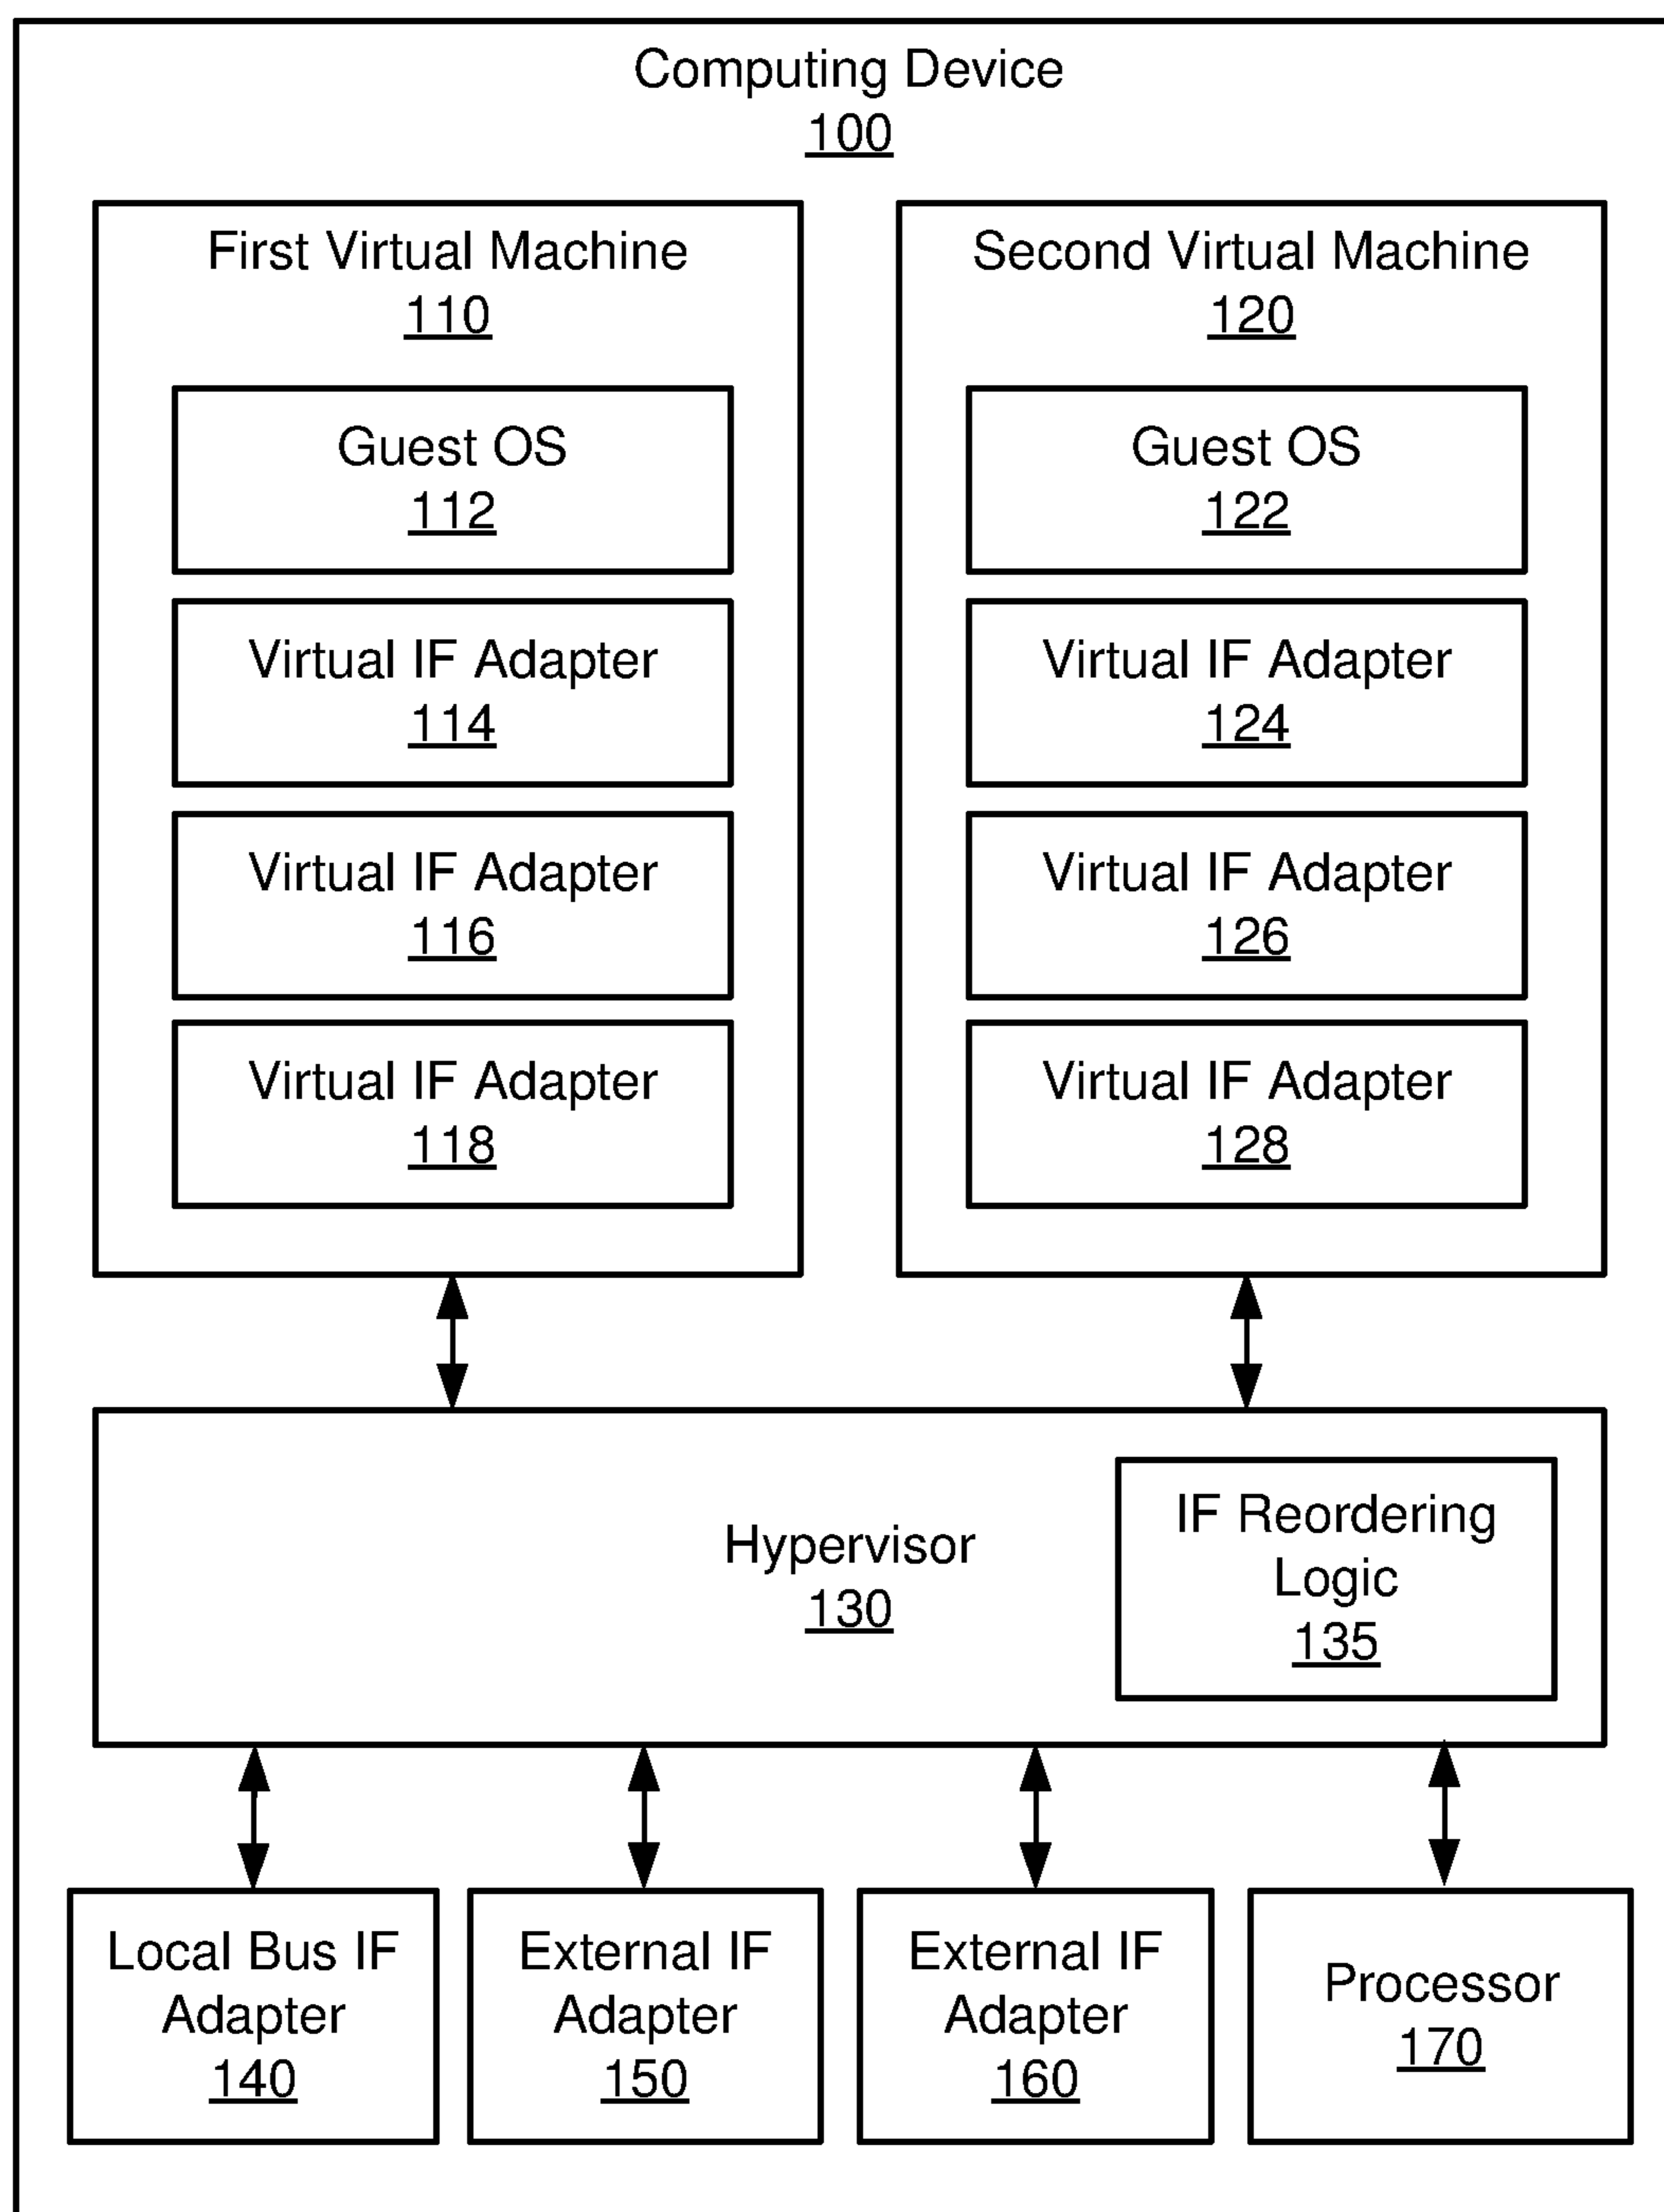 Computing Device
100
First Virtual Machine
110
Guest OS
112
Virtual IF Adapter
114
Virtual IF Adapter
116
Virtual IF Adapter
118
Second Virtual Machine
120
Guest OS
122
Virtual IF Adapter
124
Virtual IF Adapter
126
Virtual IF Adapter
128
Hypervisor
130
IF Reordering
Logic
135
Local Bus IF
Adapter
140
External IF
Adapter
150
External IF
Adapter
160
Processor
170